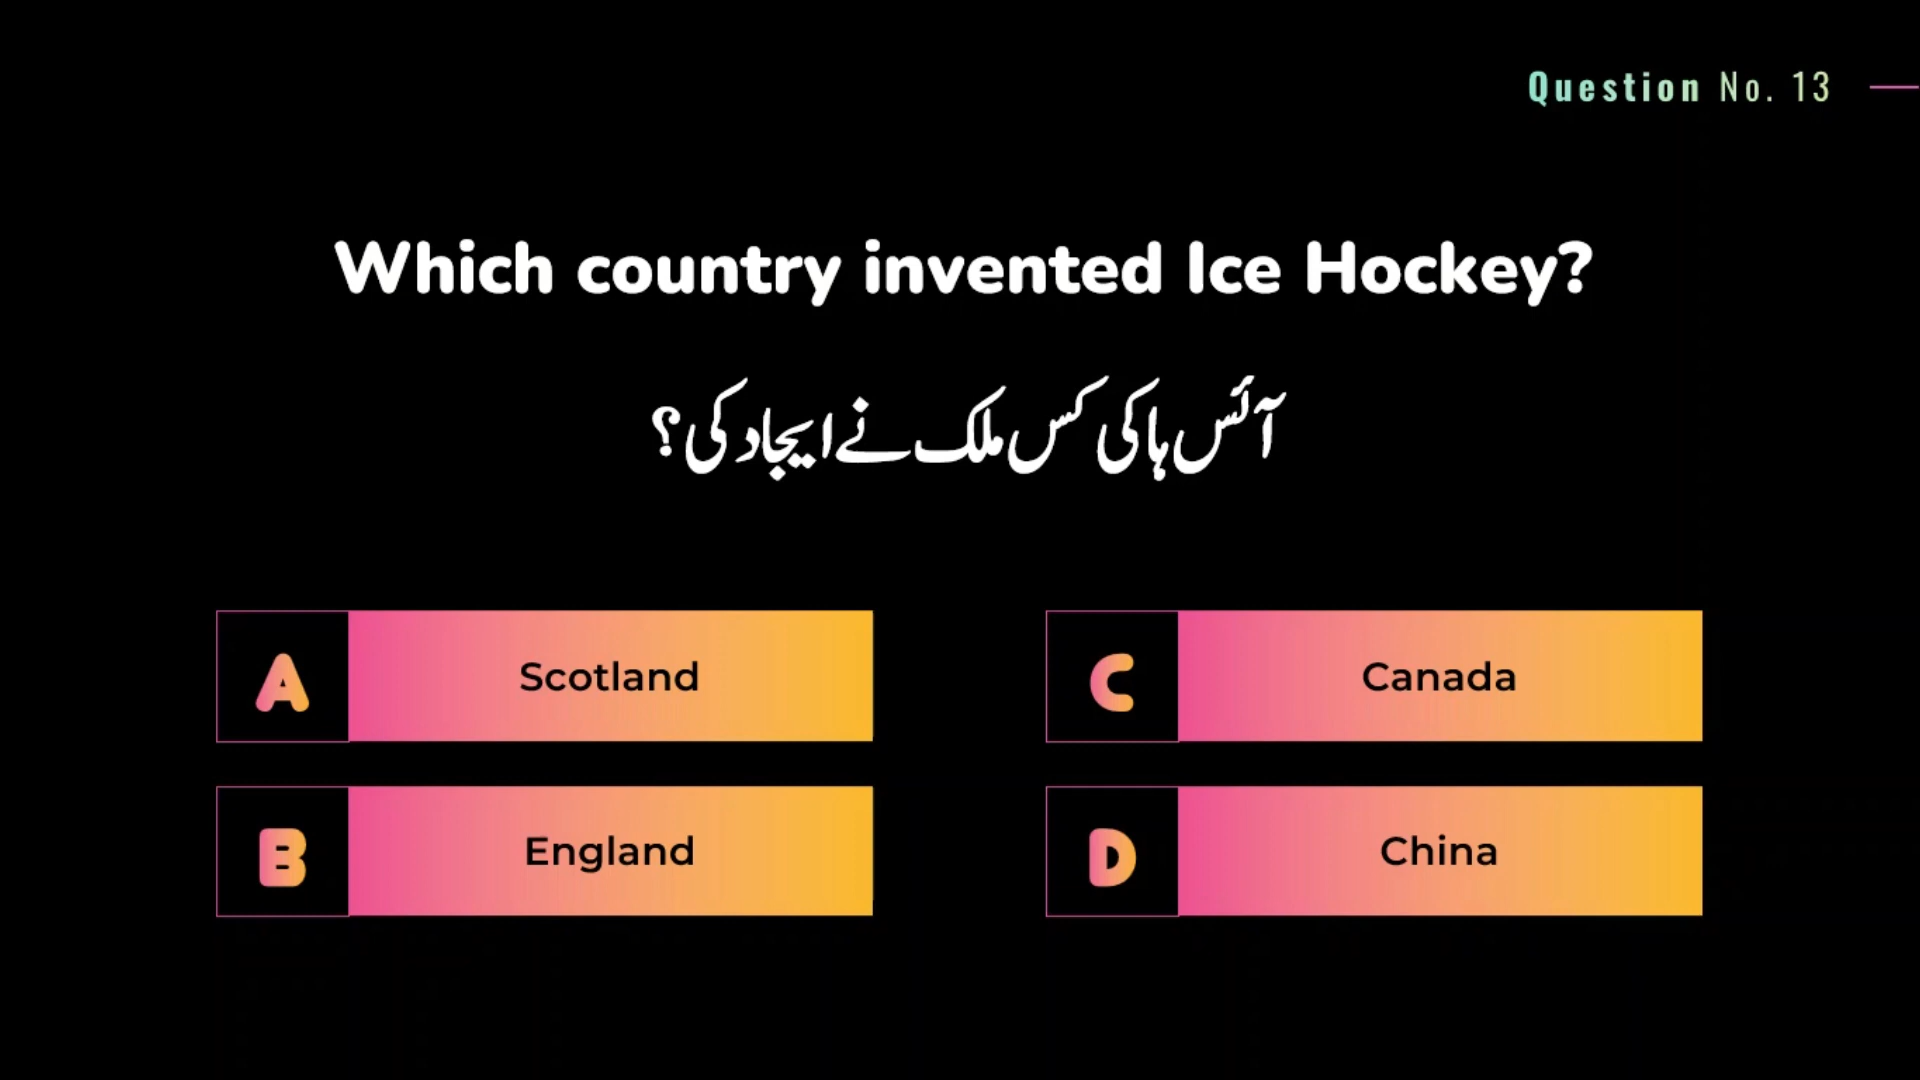 Question No. 13
Which country invented Ice Hockey?
آئس ہاکی کس ملک نے ایجاد کی؟
A Scotland
C Canada
B England
D China